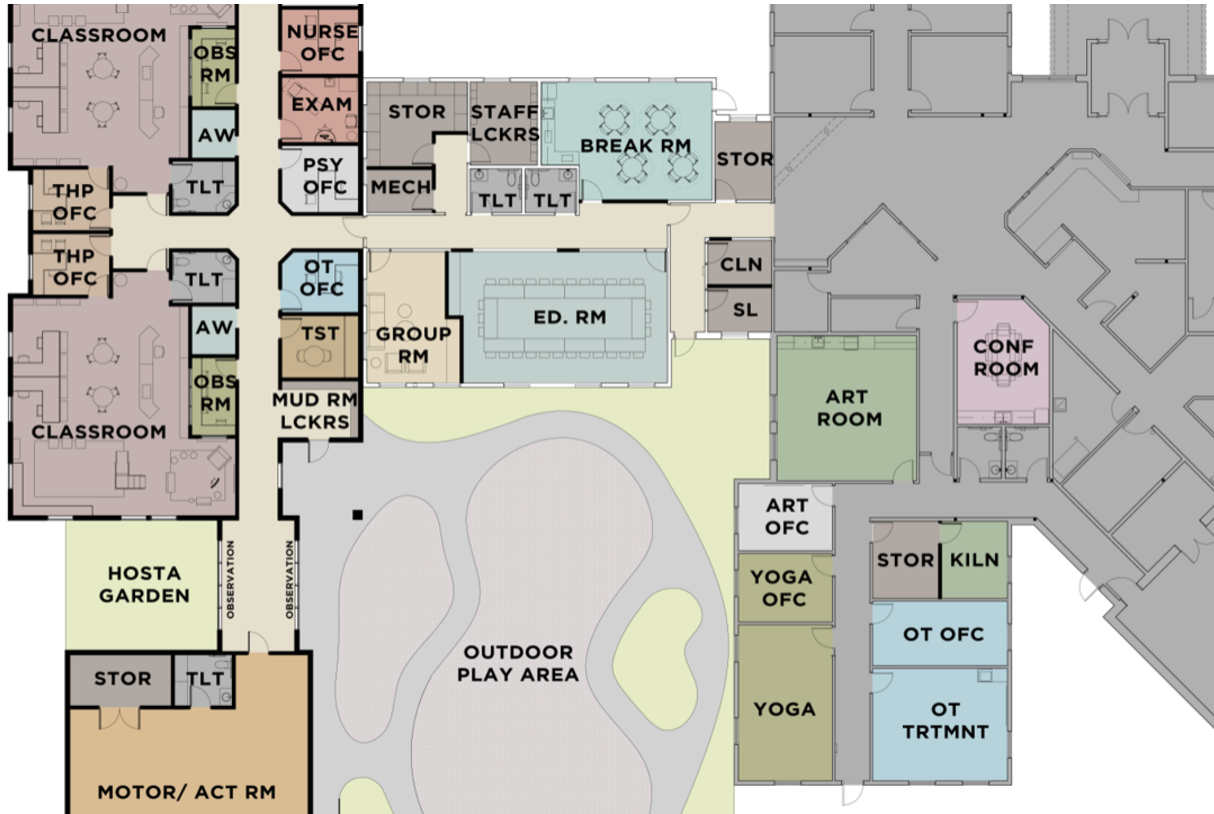 CLASSROOM
OBS
RM
AW
TLT
THP
OFC
THP
OFC
TLT
AW
OBS
RM
CLASSROOM
NURSE
OFC
EXAM
PSY
OFC
OT
OFC
TST
MUD RM
LCKRS
STOR
MECH
STAFF
LCKRS
TLT
TLT
BREAK RM
STOR
GROUP
RM
ED. RM
CLN
SL
ART
ROOM
CONF
ROOM
ART
OFC
YOGA
OFC
YOGA
STOR
KILN
OT OFC
OT
TRTMNT
HOSTA
GARDEN
OBSERVATION
OBSERVATION
OUTDOOR
PLAY AREA
STOR
TLT
MOTOR/ ACT RM